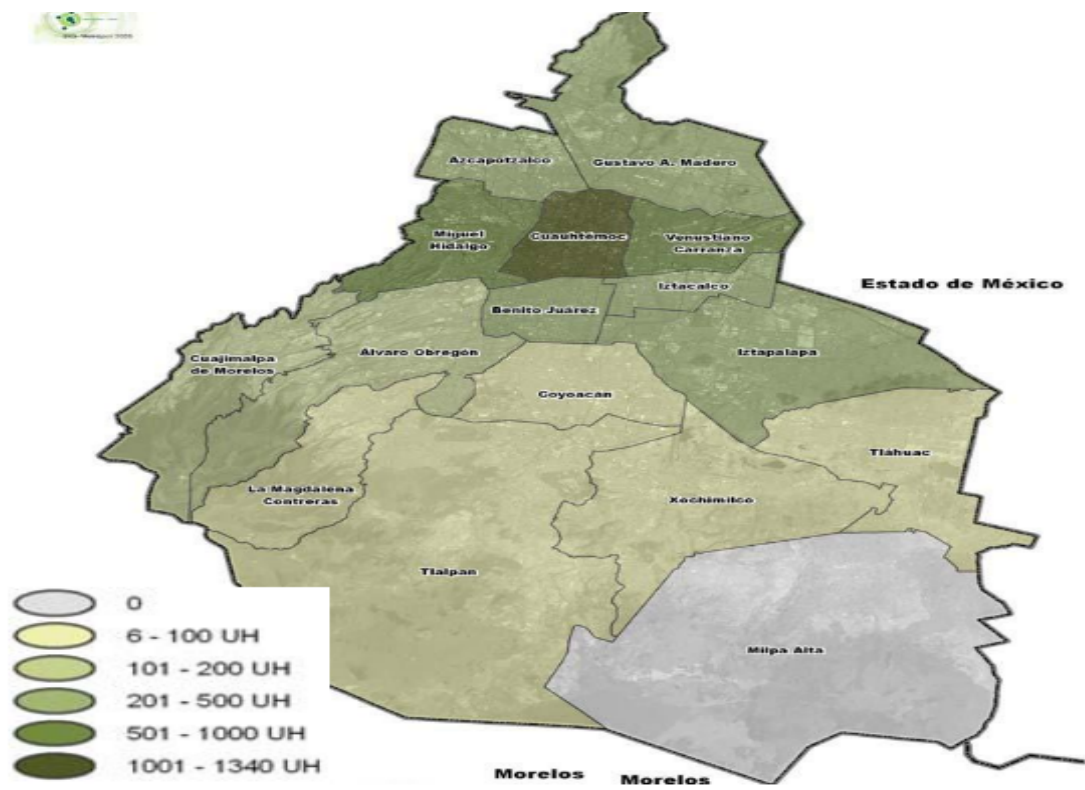 Azcapotzalco
Gustavo A. Madero
Miguel
Hidalgo
Cuauhtémoc
Venustiano
Carranza
Estado de México
Iztacalco
Benito Juárez
Cuajimalpa
de Morelos
Álvaro Obregón
Iztapalapa
Coyoacán
Tláhuac
La Magdalena
Contreras
Xochimilco
Tlalpan
Milpa Alta
0
6 - 100 UH
101 - 200 UH
201 - 500 UH
501 - 1000 UH
1001 - 1340 UH
Morelos
Morelos